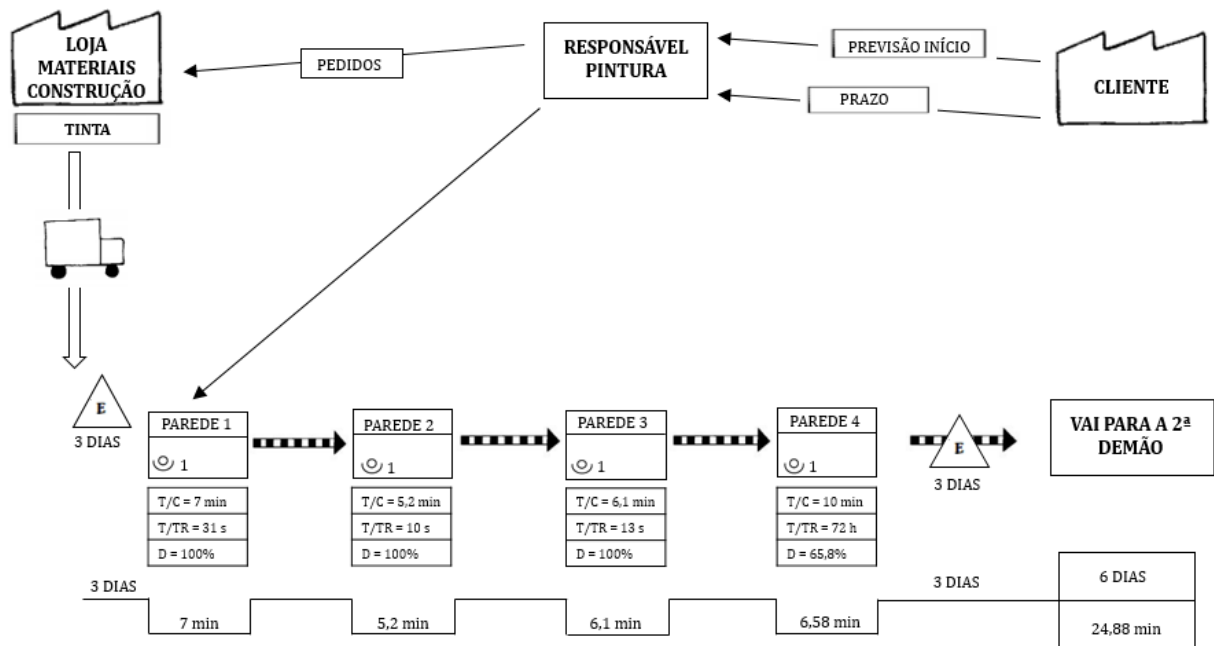 LOJA
MATERIAIS
CONSTRUÇÃO
TINTA
PEDIDOS
RESPONSÁVEL
PINTURA
PREVISÃO INÍCIO
PRAZO
CLIENTE
E
3 DIAS
PAREDE 1
1
T/C = 7 min
T/TR = 31 s
D = 100%
PAREDE 2
1
T/C = 5,2 min
T/TR = 10 s
D = 100%
PAREDE 3
1
T/C = 6,1 min
T/TR = 13 s
D = 100%
PAREDE 4
1
T/C = 10 min
T/TR = 72 h
D = 65,8%
E
3 DIAS
VAI PARA A 2ª
DEMÃO
3 DIAS
7 min
5,2 min
6,1 min
6,58 min
3 DIAS
6 DIAS
24,88 min